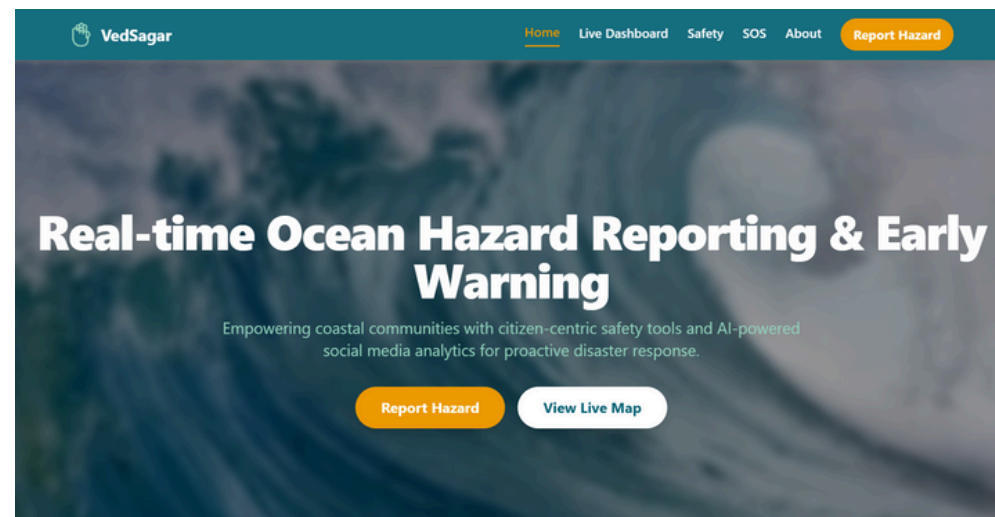 VedSagar
Home Live Dashboard Safety SOS About Report Hazard
Real-time Ocean Hazard Reporting & Early
Warning
Empowering coastal communities with citizen-centric safety tools and AI-powered
social media analytics for proactive disaster response.
Report Hazard View Live Map